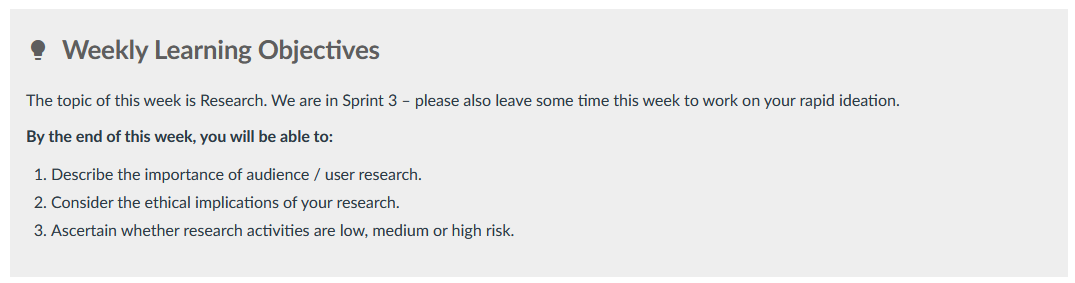 Weekly Learning Objectives
The topic of this week is Research. We are in Sprint 3 – please also leave some time this week to work on your rapid ideation.
By the end of this week, you will be able to:
1. Describe the importance of audience / user research.
2. Consider the ethical implications of your research.
3. Ascertain whether research activities are low, medium or high risk.